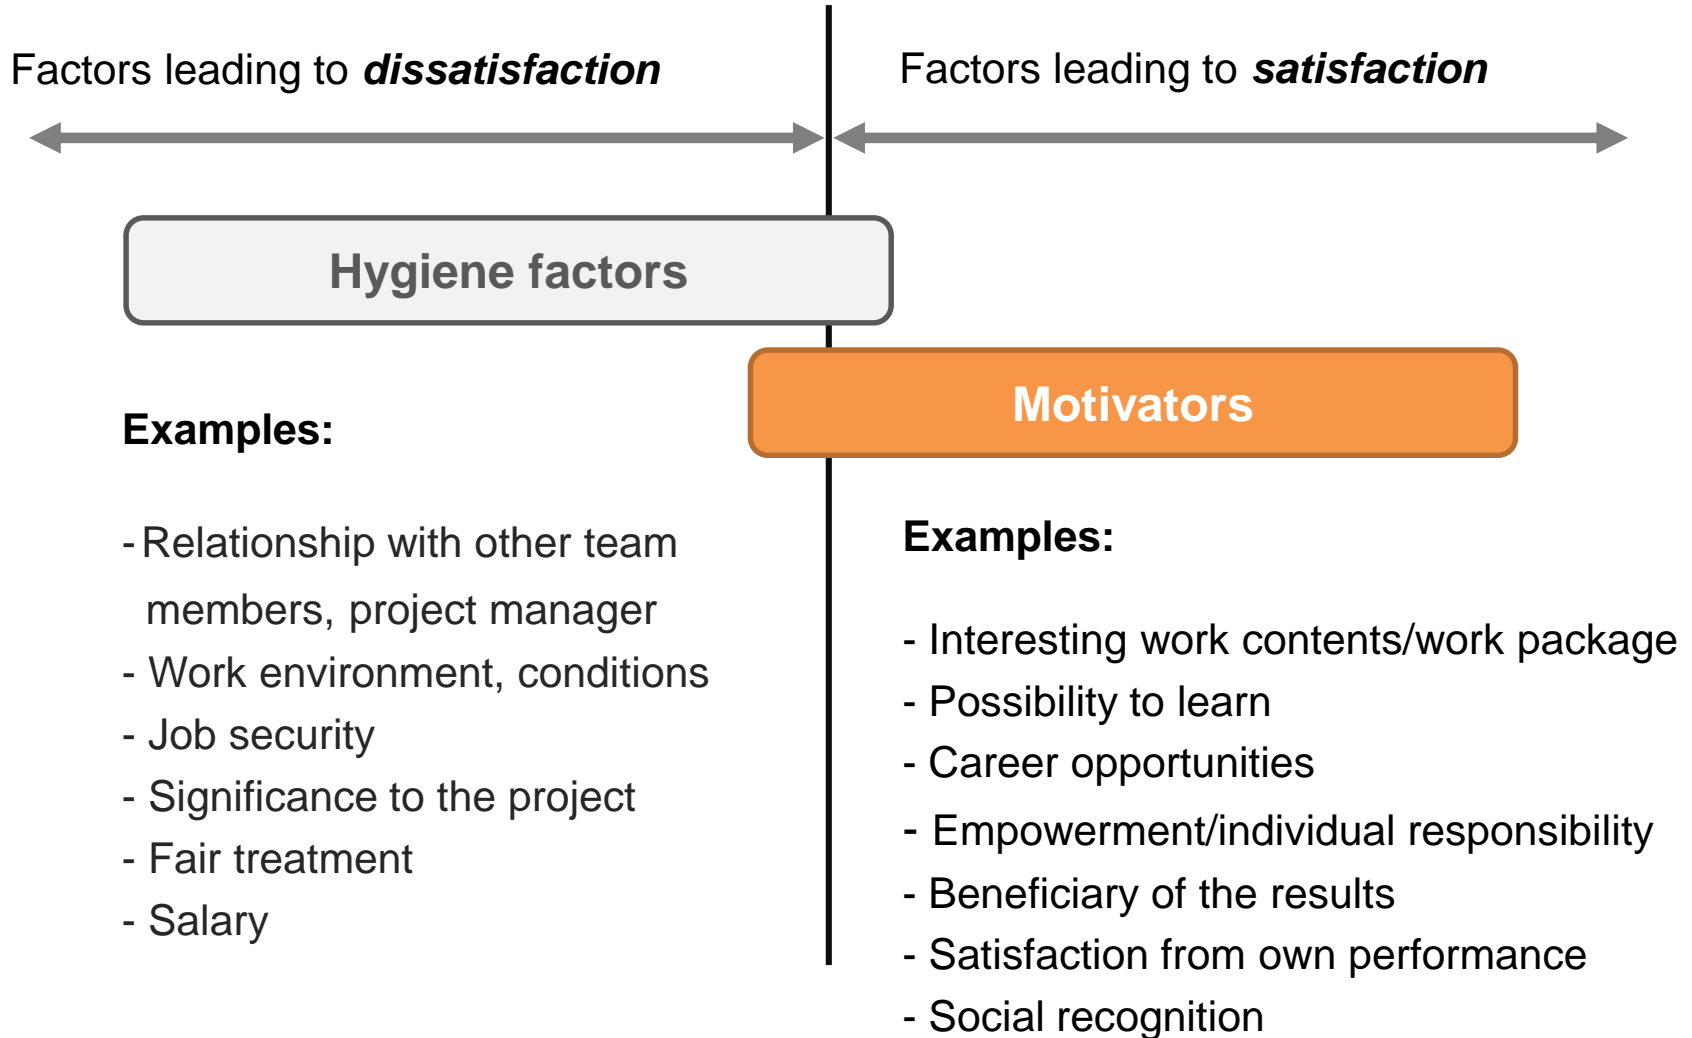 Factors leading to dissatisfaction
Factors leading to satisfaction
Hygiene factors
Motivators
Examples:
- Relationship with other team
members, project manager
- Work environment, conditions
- Job security
- Significance to the project
- Fair treatment
- Salary
Examples:
- Interesting work contents/work package
- Possibility to learn
- Career opportunities
- Empowerment/individual responsibility
- Beneficiary of the results
- Satisfaction from own performance
- Social recognition